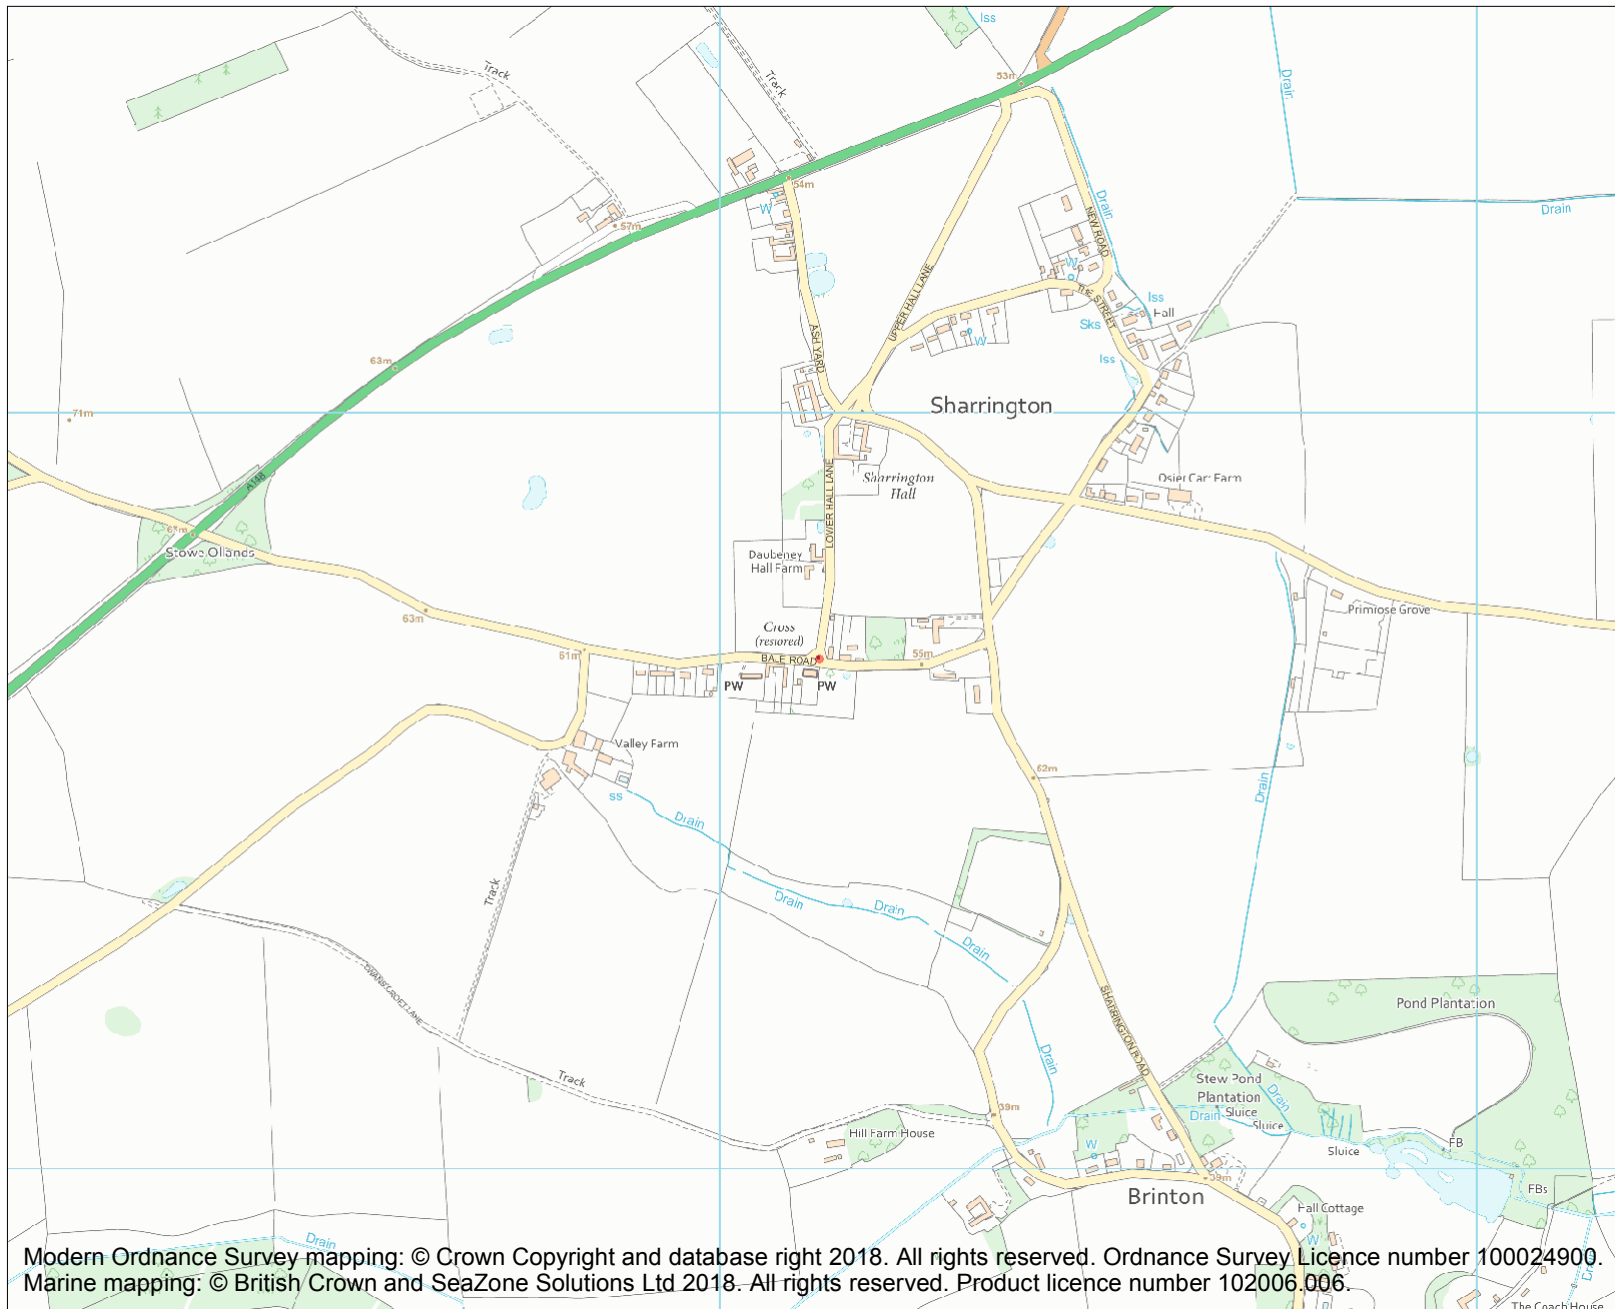 Iss
Track
Track
53m
Drain
54m
W
Drain
Drain
57m
NEW ROAD
W
UPPER HALL LANE
THE STREET
Iss
Hall
Sks
W
ASH YARD
Iss
63m
Sharrington
71m
A148
LOWER HALL LANE
Sharrington
Hall
Osier Carr Farm
Stowe Ollands
Daubeney
Hall Farm
63m
Primrose Grove
Cross
(restored)
BALE ROAD
55m
61m
PW
PW
Valley Farm
62m
ss
Drain
Drain
Track
Drain
Drain
Drain
SHARRINGTON ROAD
Pond Plantation
Drain
Track
Stew Pond
Plantation
Drain
Drain
Sluice
Sluice
39m
Hill Farm House
W
FB
Sluice
FBs
Brinton
39m
Hall Cottage
W
Drain
Drain
Modern Ordnance Survey mapping: © Crown Copyright and database right 2018. All rights reserved. Ordnance Survey Licence number 100024900.
Marine mapping: © British Crown and SeaZone Solutions Ltd 2018. All rights reserved. Product licence number 102006.006.
The Coach House